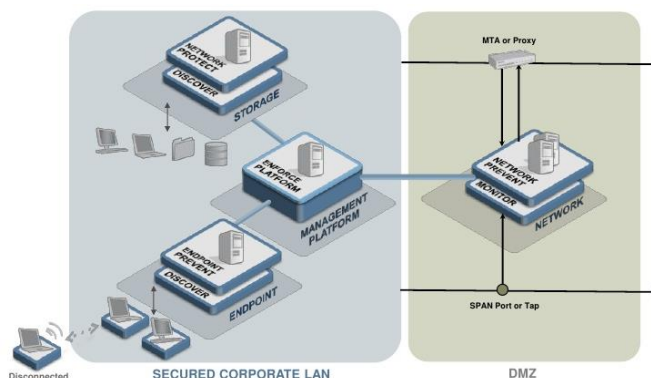 NETWORK
PROTECT
DISCOVER
STORAGE
MTA or Proxy
ENFORCE
PLATFORM
MANAGEMENT
PLATFORM
NETWORK
PREVENT
MONITOR
NETWORK
ENDPOINT
PREVENT
DISCOVER
ENDPOINT
SPAN Port or Tap
Disconnected
SECURED CORPORATE LAN
DMZ